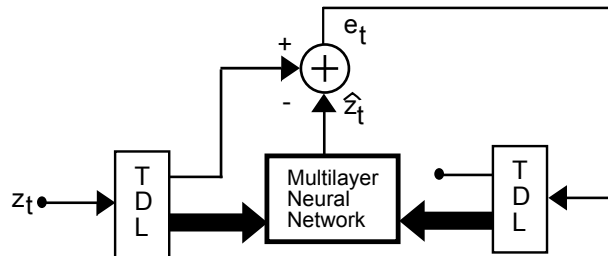 e_t
+
+
-
ẑ_t
z_t
T
D
L
Multilayer
Neural
Network
T
D
L